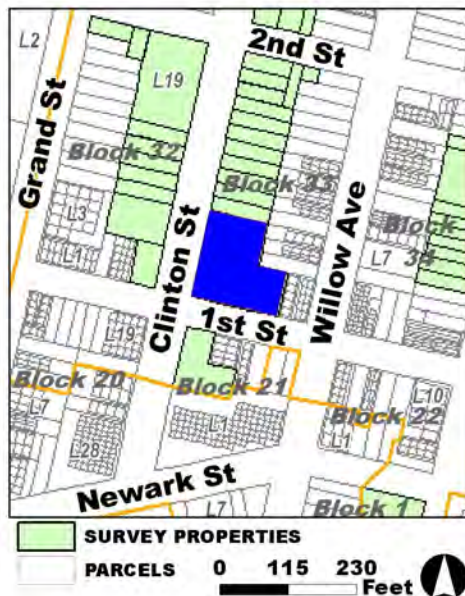 2nd St
L2
L19
Grand St
Block 32
Block 33
Clinton St
Willow Ave
Block 34
L3
L1
L7
1st St
L19
Block 20
Block 21
L10
Block 22
L7
L1
L1
L28
Newark St
L7
Block 1
SURVEY PROPERTIES
PARCELS
0 115 230
Feet